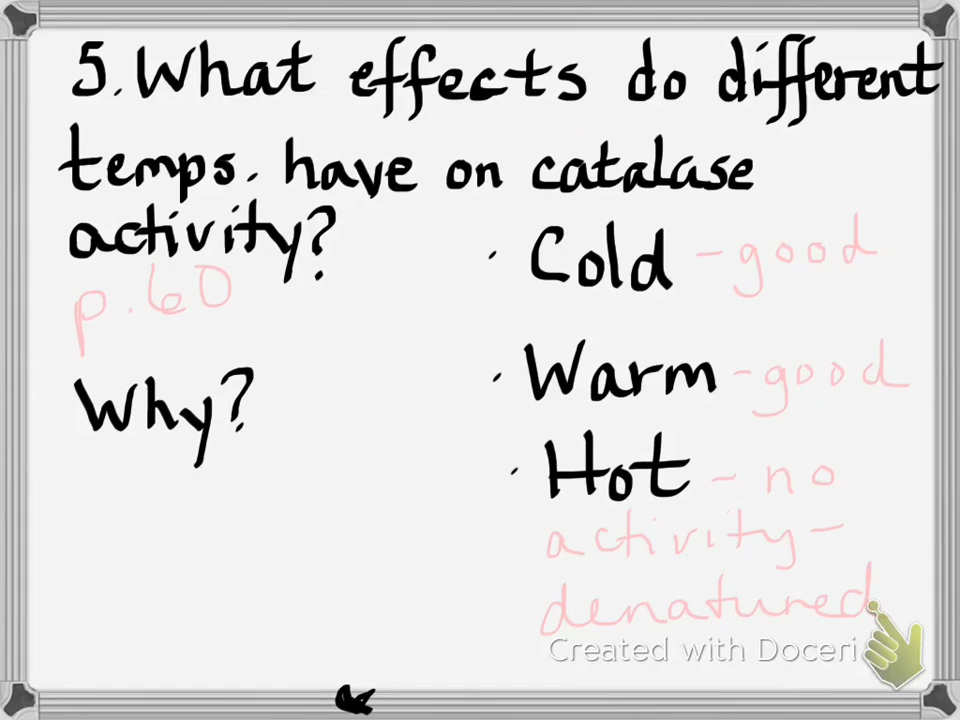 5. What effects do different
temps. have on catalase
activity?
p.60
Why?
· Cold - good
· Warm - good
· Hot - no
activity -
denatured
Created with Doceri